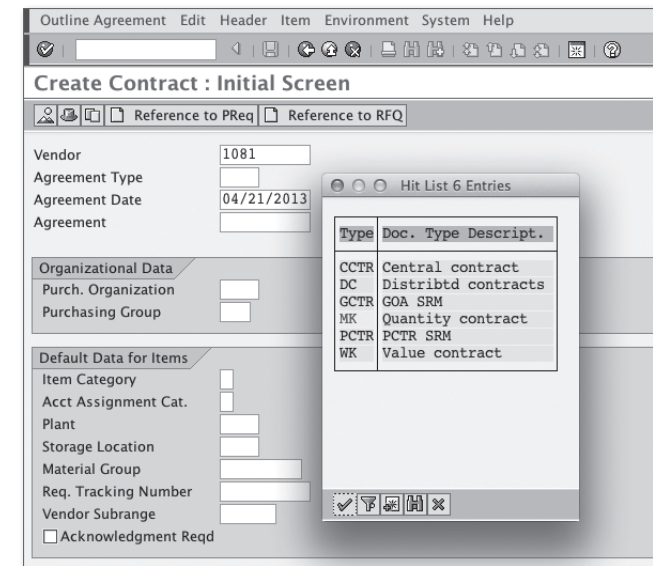 Outline Agreement Edit Header Item Environment System Help
Create Contract : Initial Screen
Reference to PReq Reference to RFQ
Vendor 1081
Agreement Type
Agreement Date 04/21/2013
Agreement
Organizational Data
Purch. Organization
Purchasing Group
Default Data for Items
Item Category
Acct Assignment Cat.
Plant
Storage Location
Material Group
Req. Tracking Number
Vendor Subrange
Acknowledgment Reqd
Hit List 6 Entries
Type Doc. Type Descript.
CCTR Central contract
DC Distribtd contracts
GCTR GOA SRM
MK Quantity contract
PCTR PCTR SRM
WK Value contract